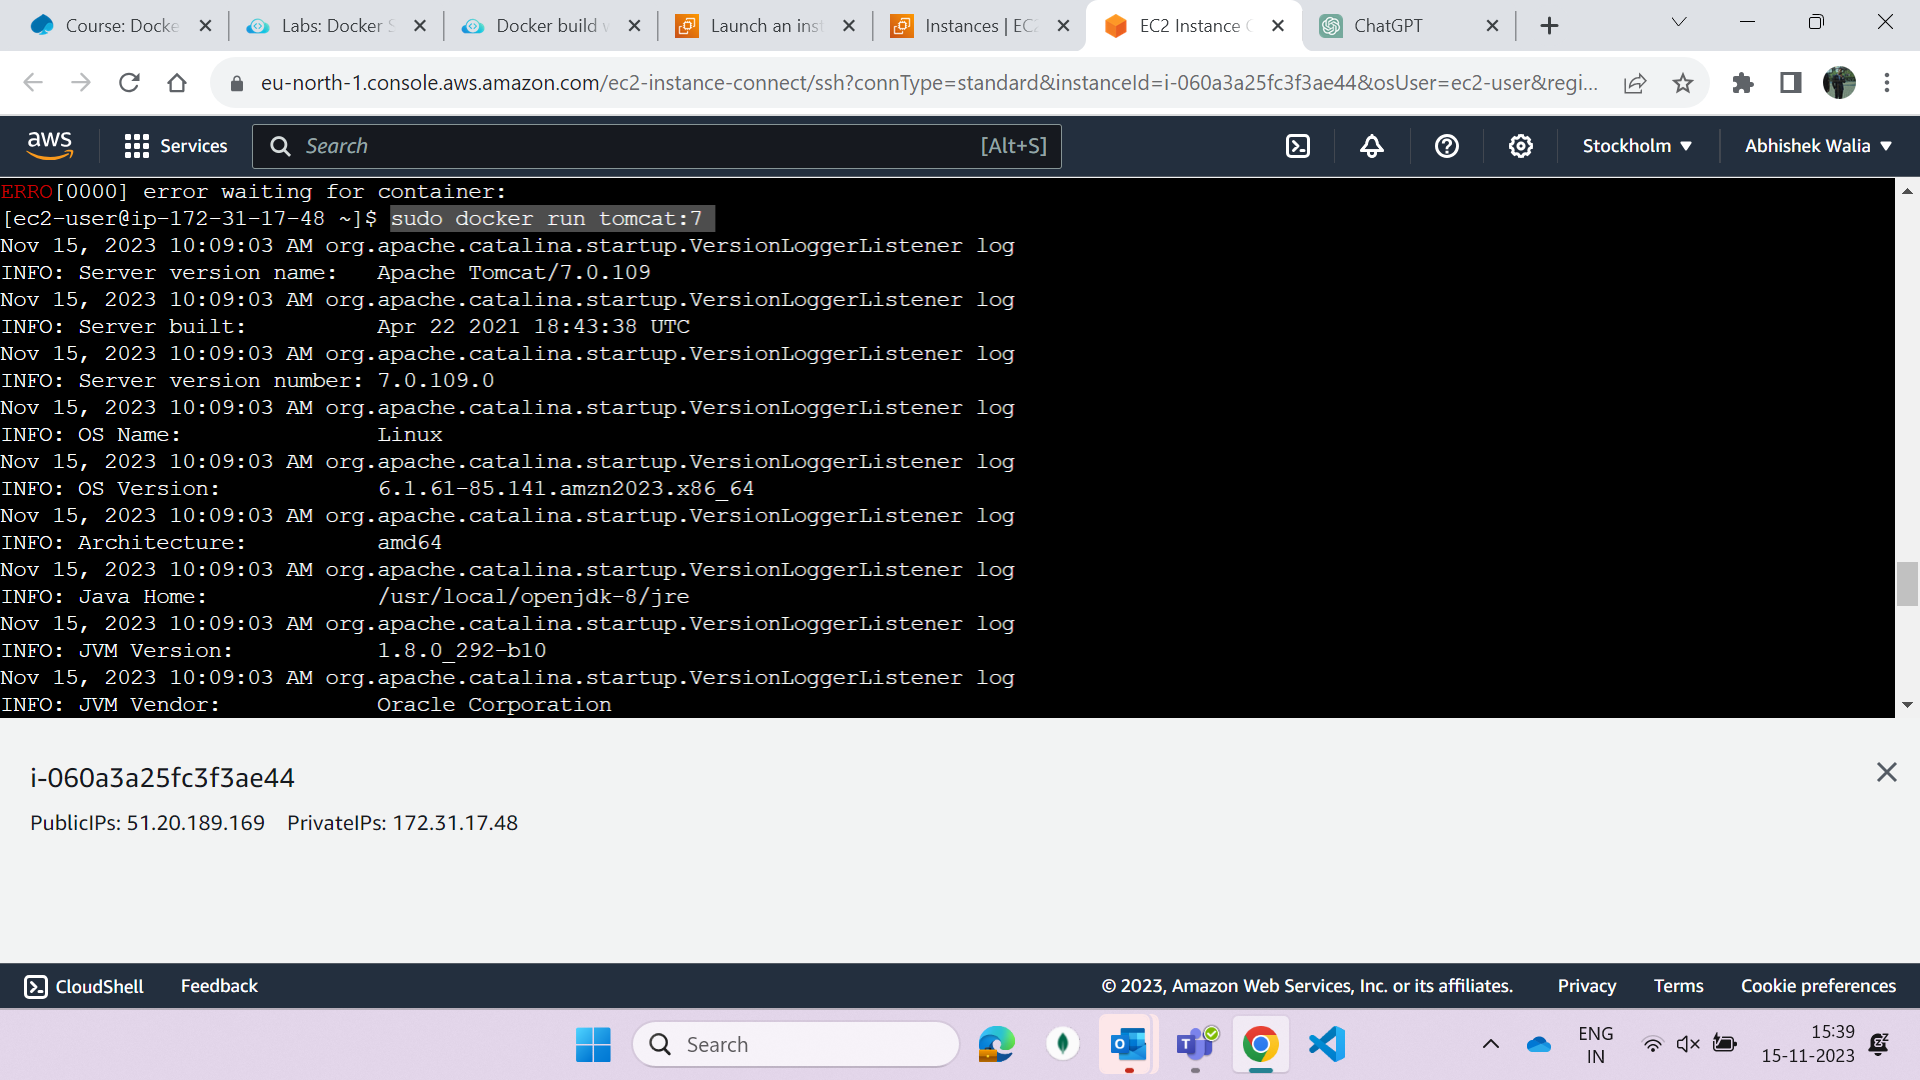 Course: Docke
Labs: Docker S
Docker build w
Launch an inst
Instances | EC2
EC2 Instance C
ChatGPT
eu-north-1.console.aws.amazon.com/ec2-instance-connect/ssh?connType=standard&instanceId=i-060a3a25fc3f3ae44&osUser=ec2-user&regi...
aws
Services
Search
[Alt+S]
Stockholm ▼
Abhishek Walia ▼
ERRO[0000] error waiting for container:
[ec2-user@ip-172-31-17-48 ~]$ sudo docker run tomcat:7
Nov 15, 2023 10:09:03 AM org.apache.catalina.startup.VersionLoggerListener log
INFO: Server version name:   Apache Tomcat/7.0.109
Nov 15, 2023 10:09:03 AM org.apache.catalina.startup.VersionLoggerListener log
INFO: Server built:          Apr 22 2021 18:43:38 UTC
Nov 15, 2023 10:09:03 AM org.apache.catalina.startup.VersionLoggerListener log
INFO: Server version number: 7.0.109.0
Nov 15, 2023 10:09:03 AM org.apache.catalina.startup.VersionLoggerListener log
INFO: OS Name:               Linux
Nov 15, 2023 10:09:03 AM org.apache.catalina.startup.VersionLoggerListener log
INFO: OS Version:            6.1.61-85.141.amzn2023.x86_64
Nov 15, 2023 10:09:03 AM org.apache.catalina.startup.VersionLoggerListener log
INFO: Architecture:          amd64
Nov 15, 2023 10:09:03 AM org.apache.catalina.startup.VersionLoggerListener log
INFO: Java Home:             /usr/local/openjdk-8/jre
Nov 15, 2023 10:09:03 AM org.apache.catalina.startup.VersionLoggerListener log
INFO: JVM Version:           1.8.0_292-b10
Nov 15, 2023 10:09:03 AM org.apache.catalina.startup.VersionLoggerListener log
INFO: JVM Vendor:            Oracle Corporation
i-060a3a25fc3f3ae44
PublicIPs: 51.20.189.169    PrivateIPs: 172.31.17.48
CloudShell
Feedback
© 2023, Amazon Web Services, Inc. or its affiliates.
Privacy
Terms
Cookie preferences
Search
ENG
IN
15:39
15-11-2023